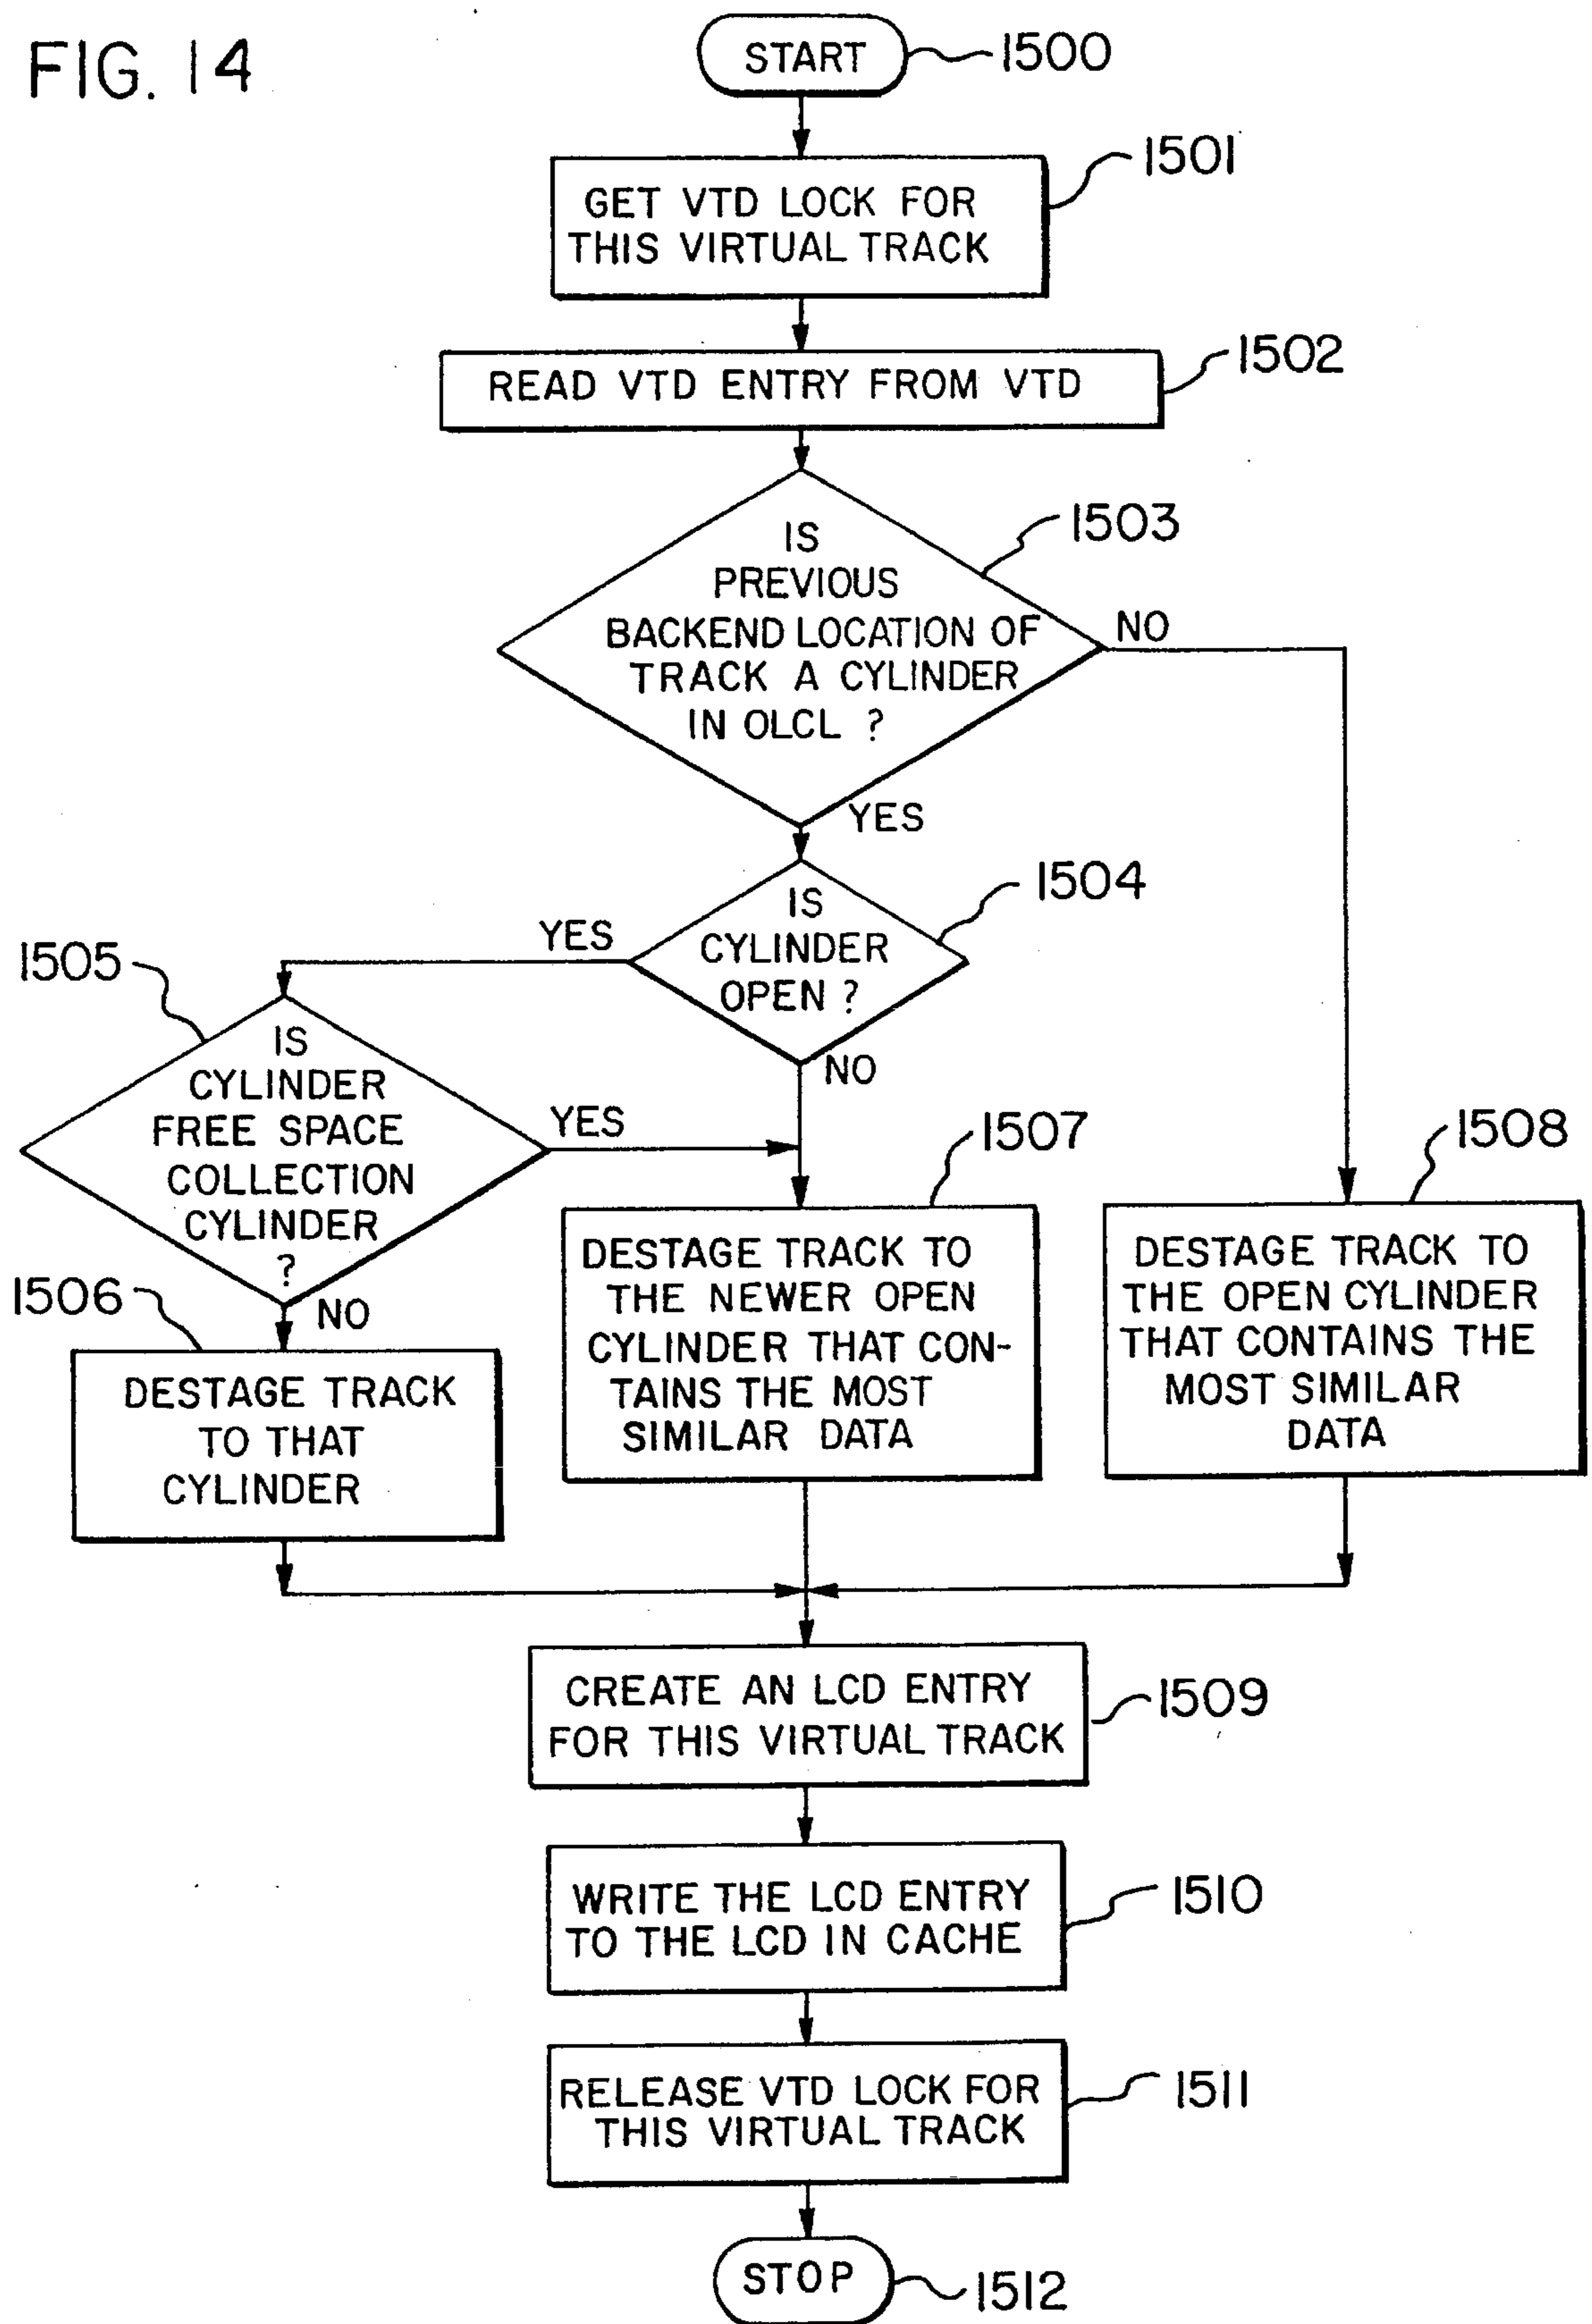 FIG. 14
START
1500
1501
GET VTD LOCK FOR
THIS VIRTUAL TRACK
1502
READ VTD ENTRY FROM VTD
1503
IS
PREVIOUS
BACKEND LOCATION OF
TRACK A CYLINDER
IN OLCL ?
NO
YES
1504
IS
CYLINDER
OPEN ?
YES
NO
1505
IS
CYLINDER
FREE SPACE
COLLECTION
CYLINDER
?
YES
NO
1506
DESTAGE TRACK
TO THAT
CYLINDER
1507
DESTAGE TRACK TO
THE NEWER OPEN
CYLINDER THAT CON-
TAINS THE MOST
SIMILAR DATA
1508
DESTAGE TRACK TO
THE OPEN CYLINDER
THAT CONTAINS THE
MOST SIMILAR
DATA
CREATE AN LCD ENTRY
FOR THIS VIRTUAL TRACK
1509
WRITE THE LCD ENTRY
TO THE LCD IN CACHE
1510
RELEASE VTD LOCK FOR
THIS VIRTUAL TRACK
1511
STOP
1512